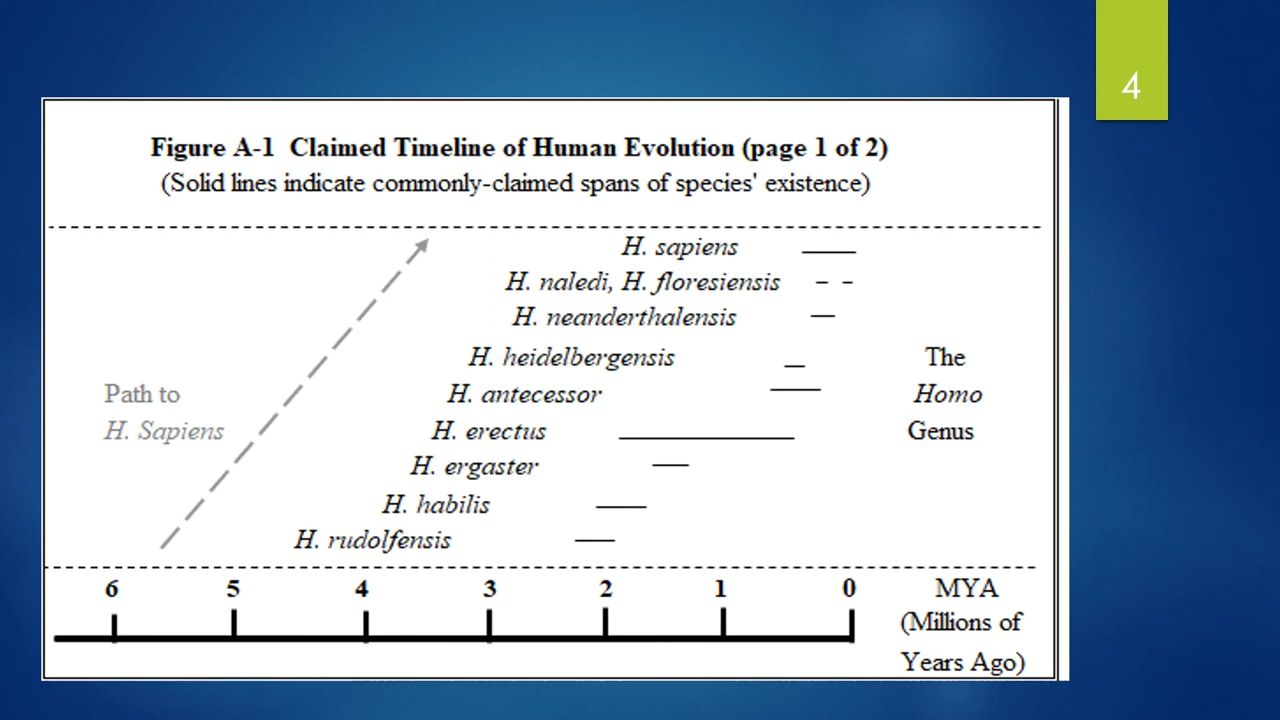 4
Figure A-1 Claimed Timeline of Human Evolution (page 1 of 2)
(Solid lines indicate commonly-claimed spans of species' existence)
H. sapiens
H. naledi, H. floresiensis
H. neanderthalensis
H. heidelbergensis The
Path to H. antecessor Homo
H. Sapiens H. erectus Genus
H. ergaster
H. habilis
H. rudolfensis
6 5 4 3 2 1 0 MYA
(Millions of
Years Ago)